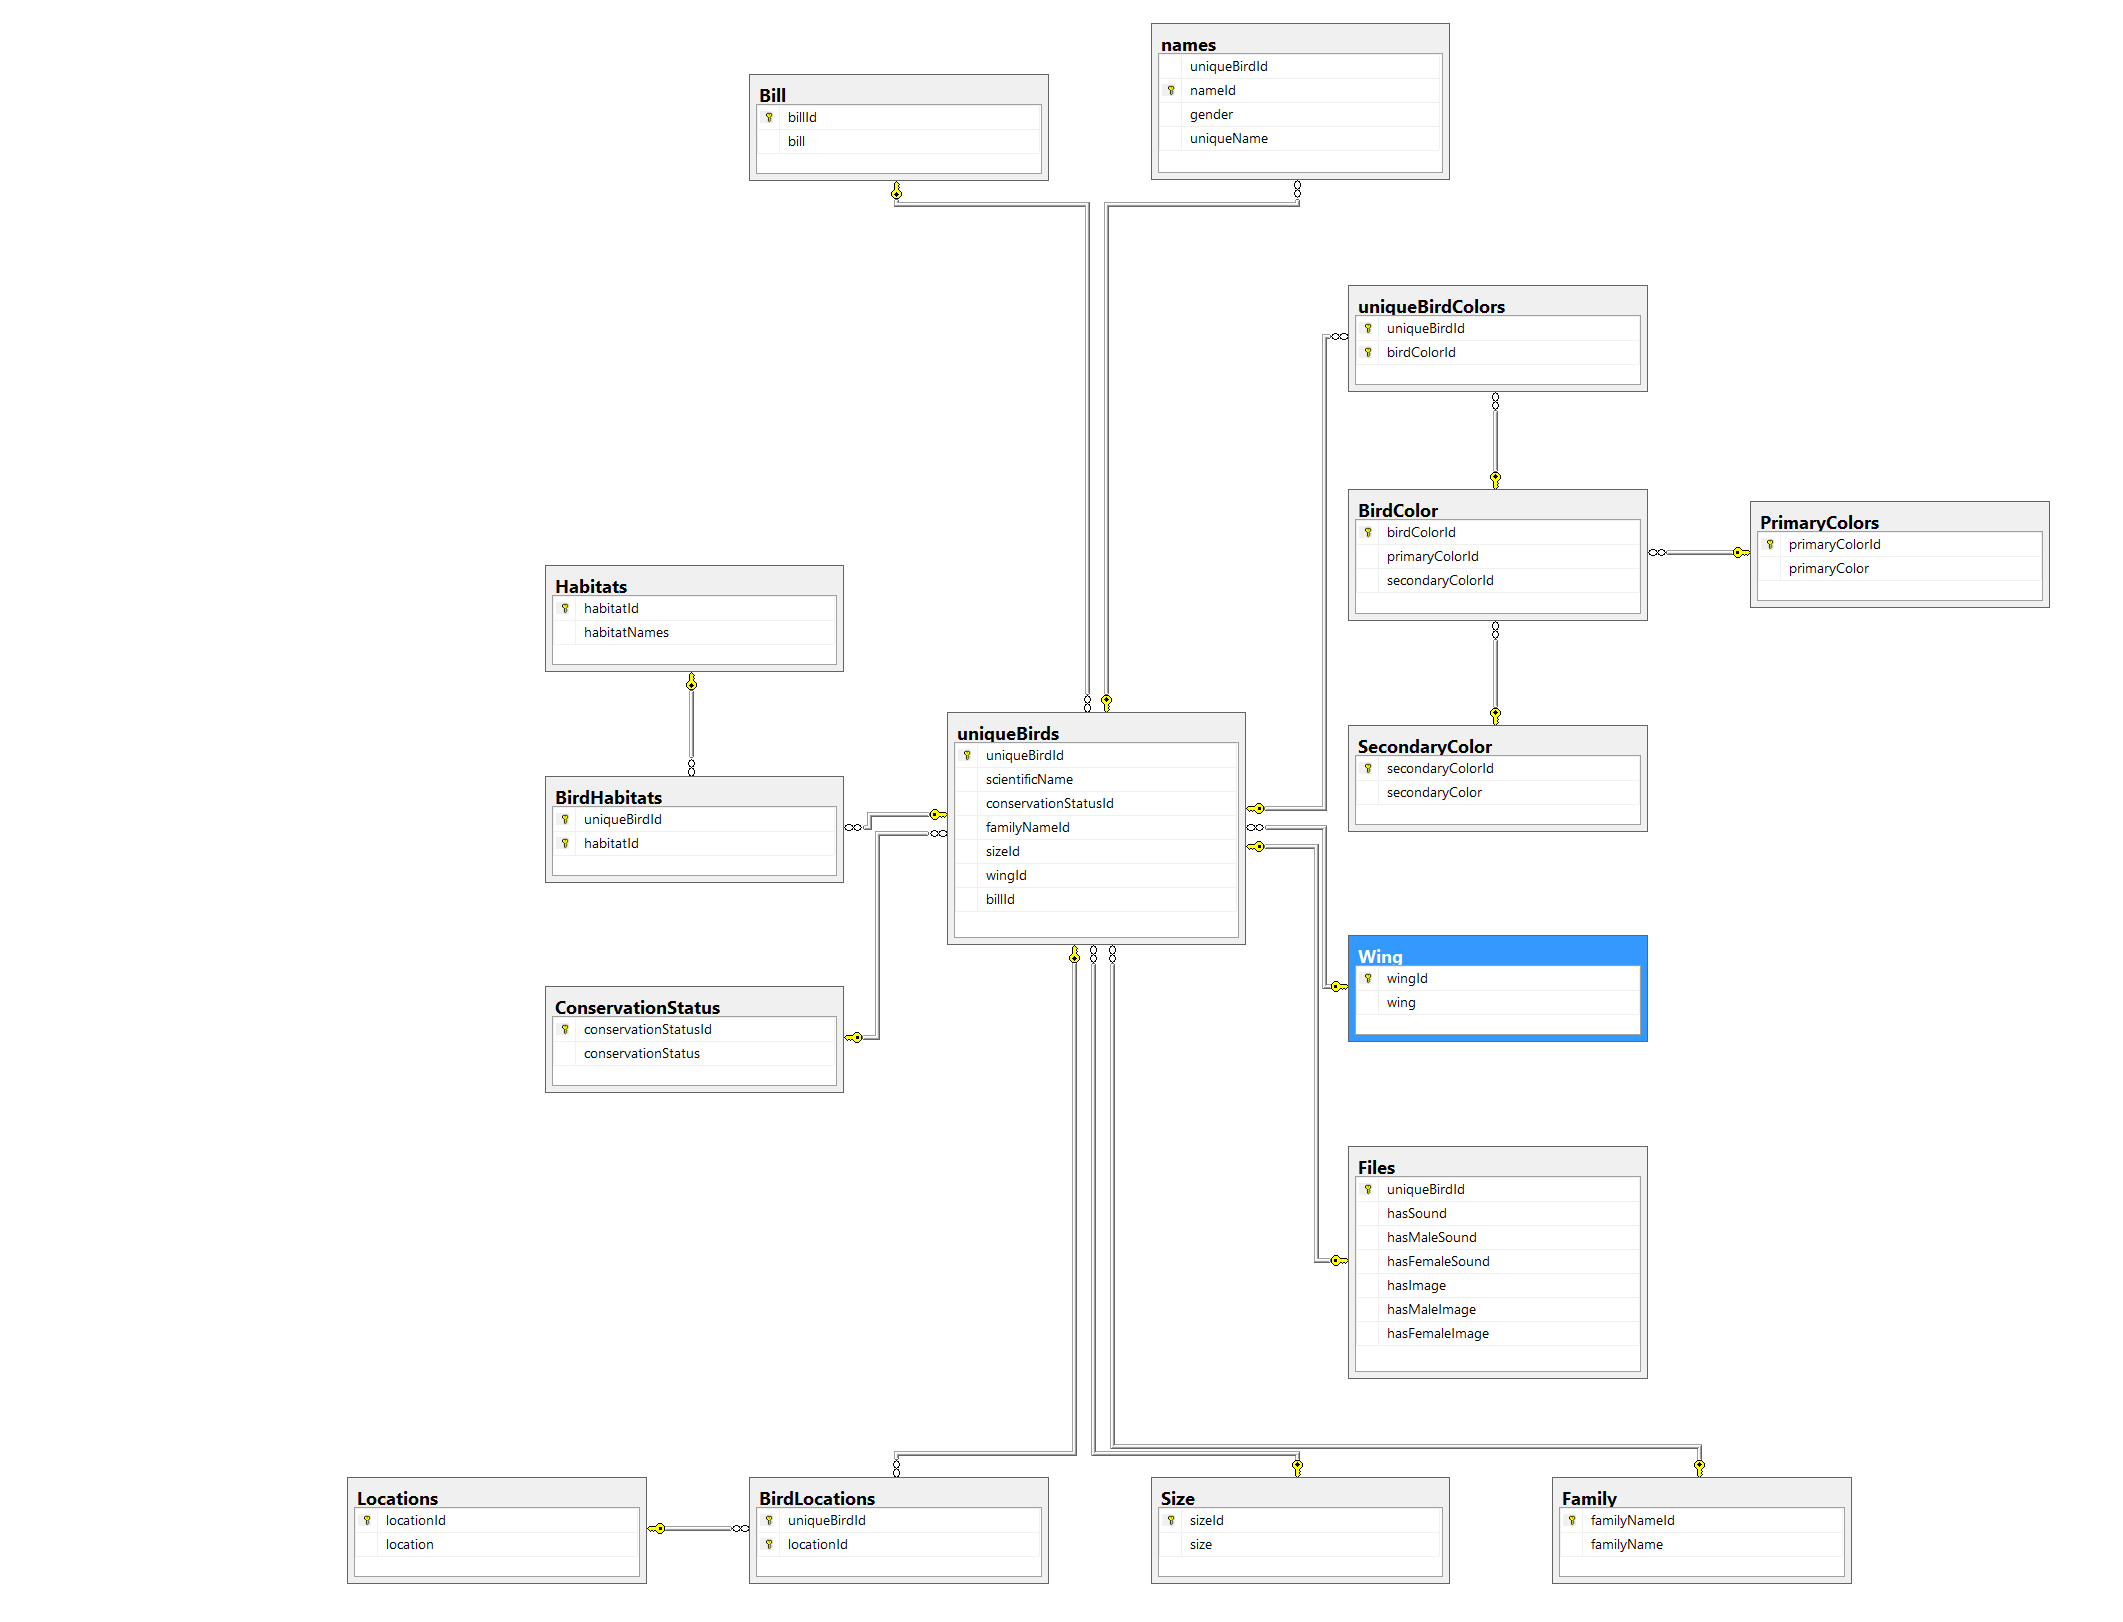 names
uniqueBirdId
nameId
gender
uniqueName
Bill
billId
bill
uniqueBirdColors
uniqueBirdId
birdColorId
BirdColor
birdColorId
primaryColorId
secondaryColorId
PrimaryColors
primaryColorId
primaryColor
Habitats
habitatId
habitatNames
uniqueBirds
uniqueBirdId
scientificName
conservationStatusId
familyNameId
sizeId
wingId
billId
SecondaryColor
secondaryColorId
secondaryColor
BirdHabitats
uniqueBirdId
habitatId
Wing
wingId
wing
ConservationStatus
conservationStatusId
conservationStatus
Files
uniqueBirdId
hasSound
hasMaleSound
hasFemaleSound
hasImage
hasMaleImage
hasFemaleImage
Locations
locationId
location
BirdLocations
uniqueBirdId
locationId
Size
sizeId
size
Family
familyNameId
familyName